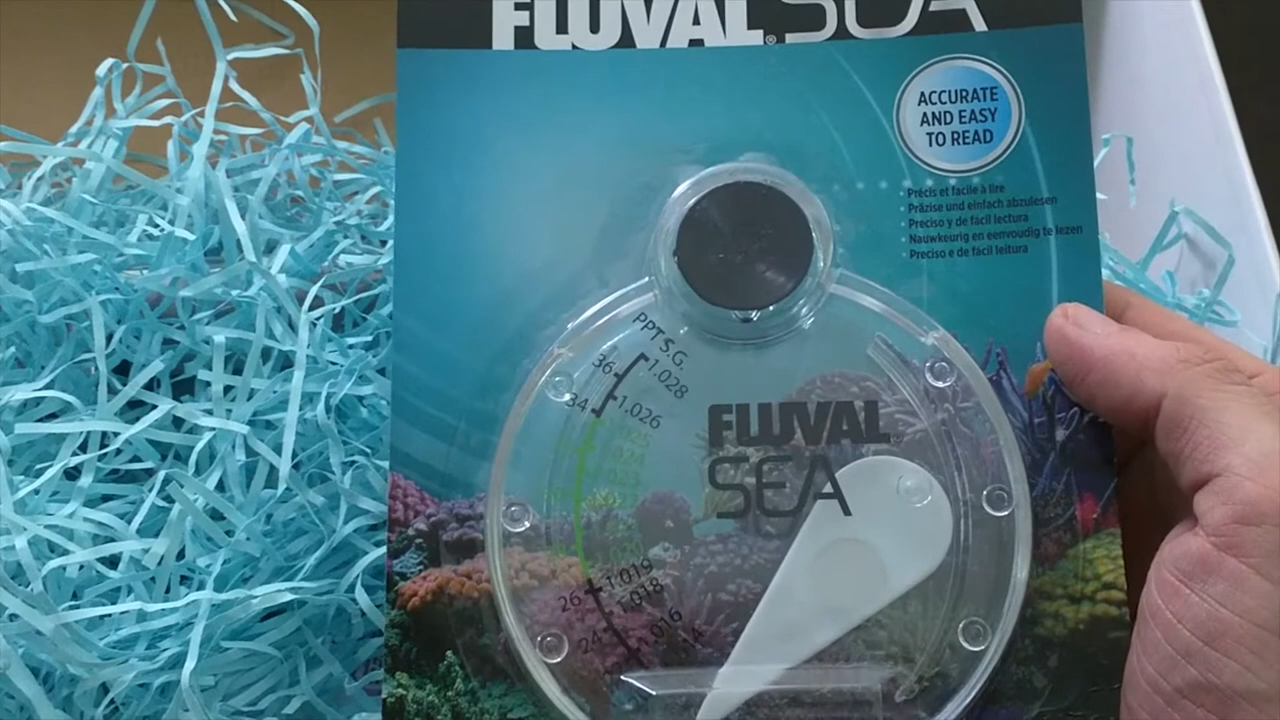 FLUVAL® SEA
ACCURATE
AND EASY
TO READ
Précis et facile à lire
Präzise und einfach abzulesen
Preciso y de fácil lectura
Nauwkeurig en eenvoudig te lezen
Preciso e de fácil leitura
PPT S.G.
36 1.028
34 1.026
FLUVAL®
SEA
26 1.019
1.018
24 1.016